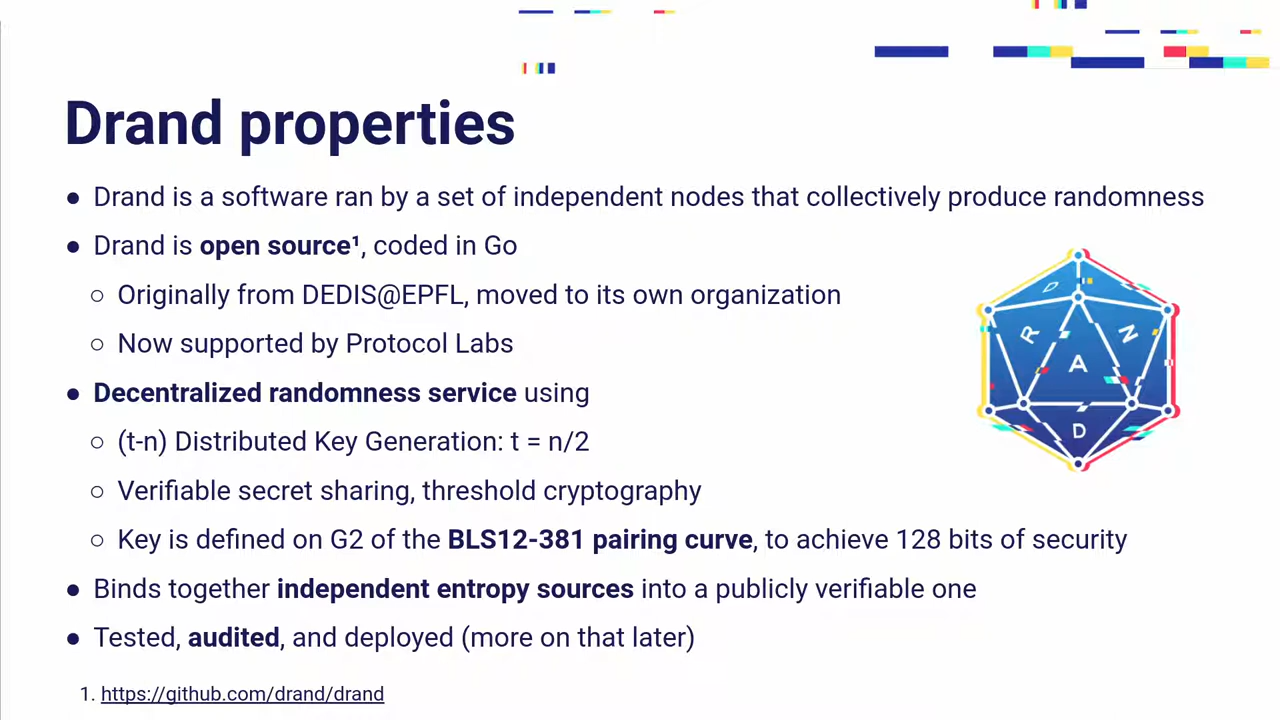 Drand properties
● Drand is a software ran by a set of independent nodes that collectively produce randomness
● Drand is open source¹, coded in Go
○ Originally from DEDIS@EPFL, moved to its own organization
○ Now supported by Protocol Labs
● Decentralized randomness service using
○ (t-n) Distributed Key Generation: t = n/2
○ Verifiable secret sharing, threshold cryptography
○ Key is defined on G2 of the BLS12-381 pairing curve, to achieve 128 bits of security
● Binds together independent entropy sources into a publicly verifiable one
● Tested, audited, and deployed (more on that later)
1. https://github.com/drand/drand
D
R A N
D